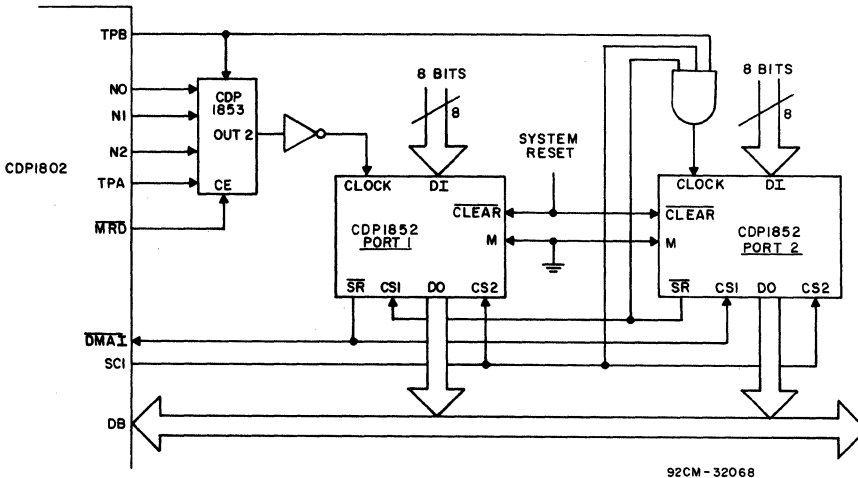 TPB
N0
N1
N2
TPA
MRD
CDP1802
DMAI
SC1
DB
CDP
1853
OUT 2
CE
8 BITS
8
CLOCK
DI
CLEAR
CDP1852
PORT 1
M
SR
CS1
DO
CS2
SYSTEM
RESET
8 BITS
8
CLOCK
DI
CLEAR
CDP1852
M
PORT 2
SR
CS1
DO
CS2
92CM-32068